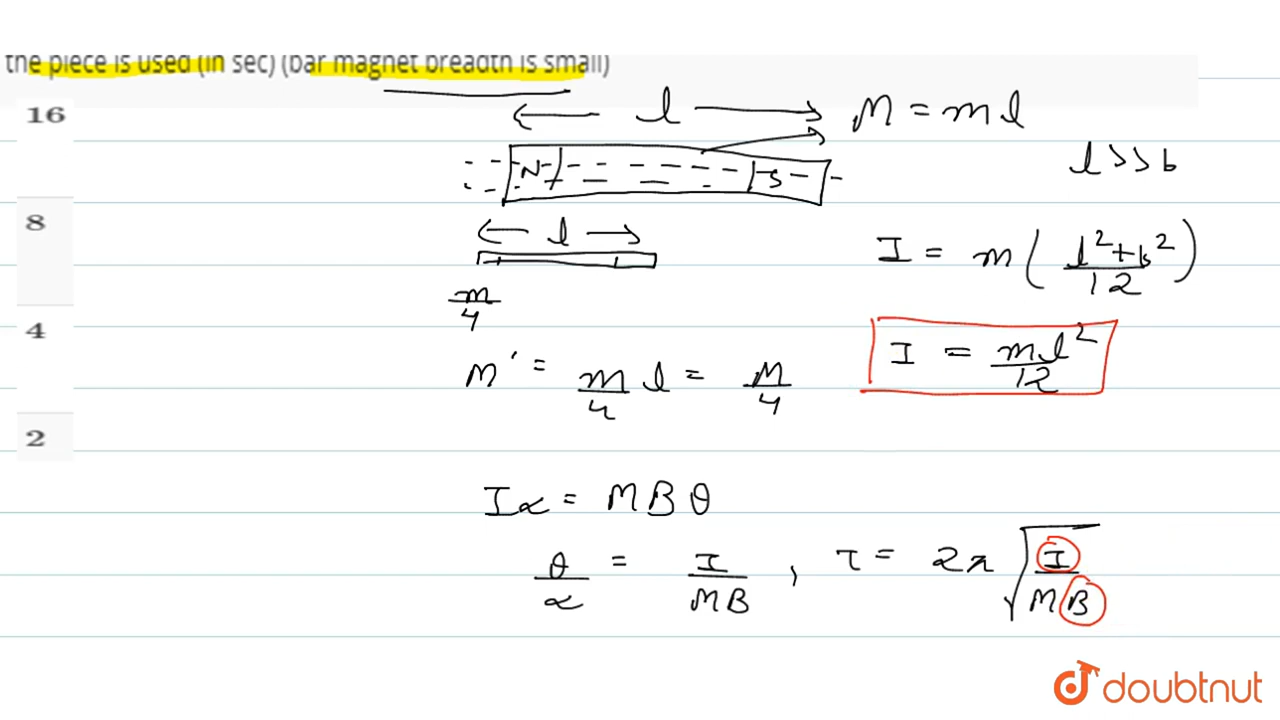 the piece is used (in sec) (bar magnet breadth is small)
16
l
M = ml
l >> b
N
S
8
l
I = m( l²+b² / 12 )
m/4
4
I = ml²/12
M' = m/4 l = M/4
2
Iα = MBθ
θ/α = I/MB , τ = 2π √(I/MB)
doubtnut